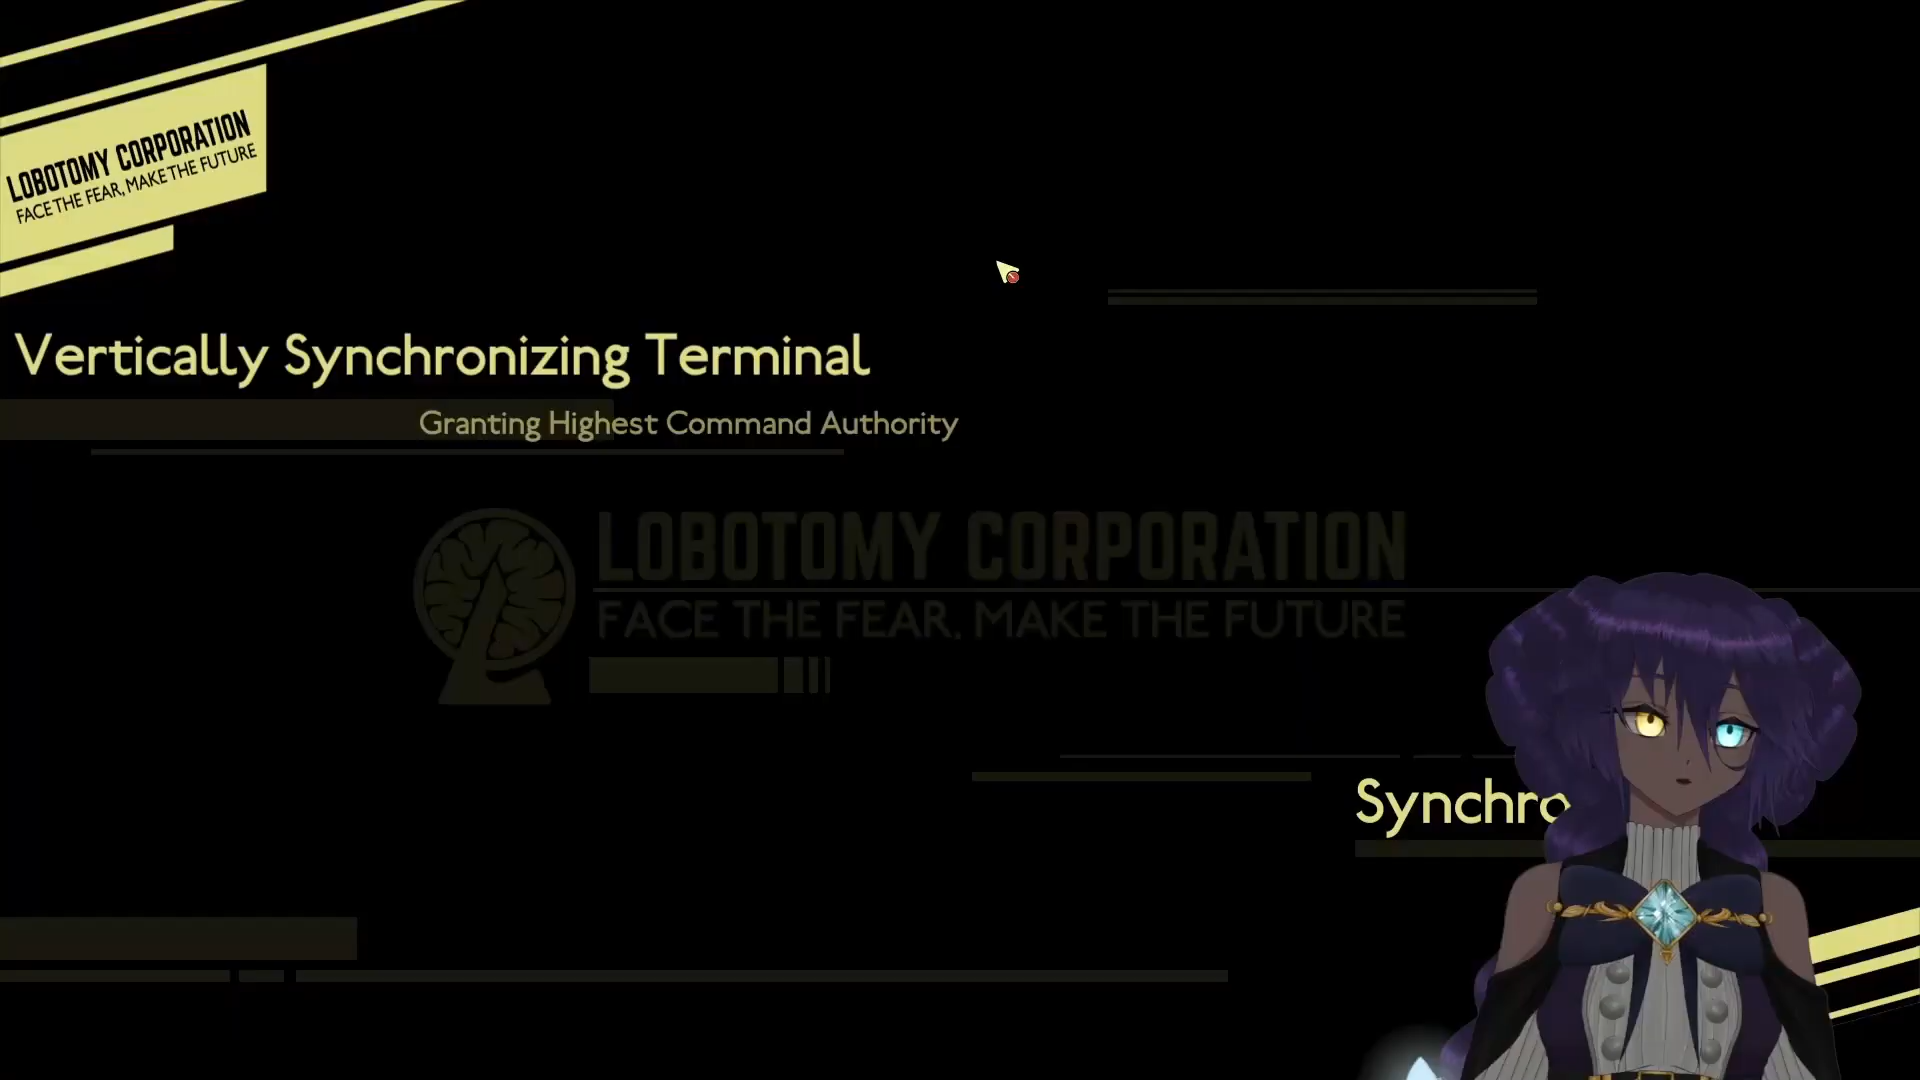 LOBOTOMY CORPORATION
FACE THE FEAR, MAKE THE FUTURE
Vertically Synchronizing Terminal
Granting Highest Command Authority
LOBOTOMY CORPORATION
FACE THE FEAR, MAKE THE FUTURE
Synchro